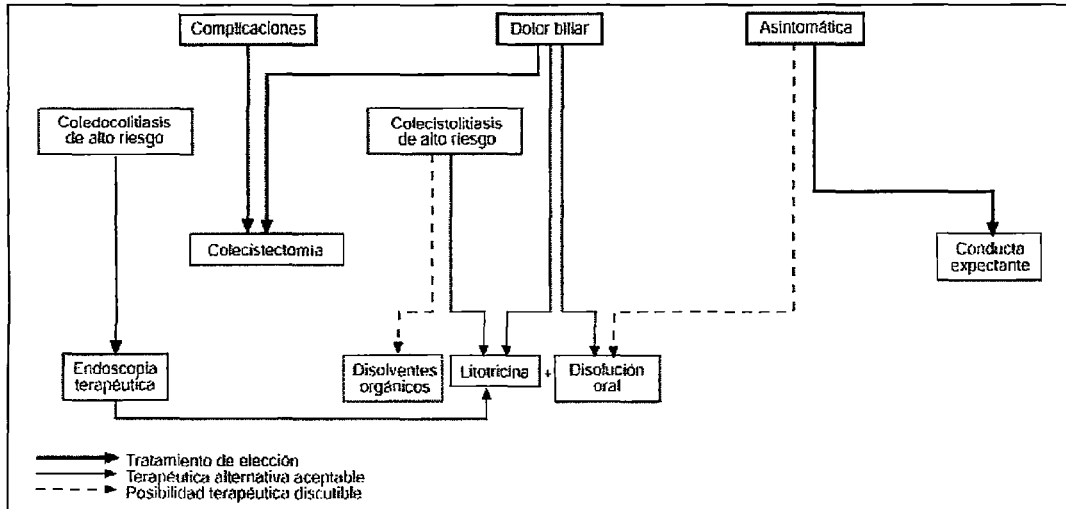 Complicaciones
Dolor biliar
Asintomática
Coledocolitiasis
de alto riesgo
Colecistolitiasis
de alto riesgo
Colecistectomía
Conducta
expectante
Endoscopia
terapéutica
Disolventes
orgánicos
Litotricina
+
Disolución
oral
Tratamiento de elección
Terapéutica alternativa aceptable
Posibilidad terapéutica discutible